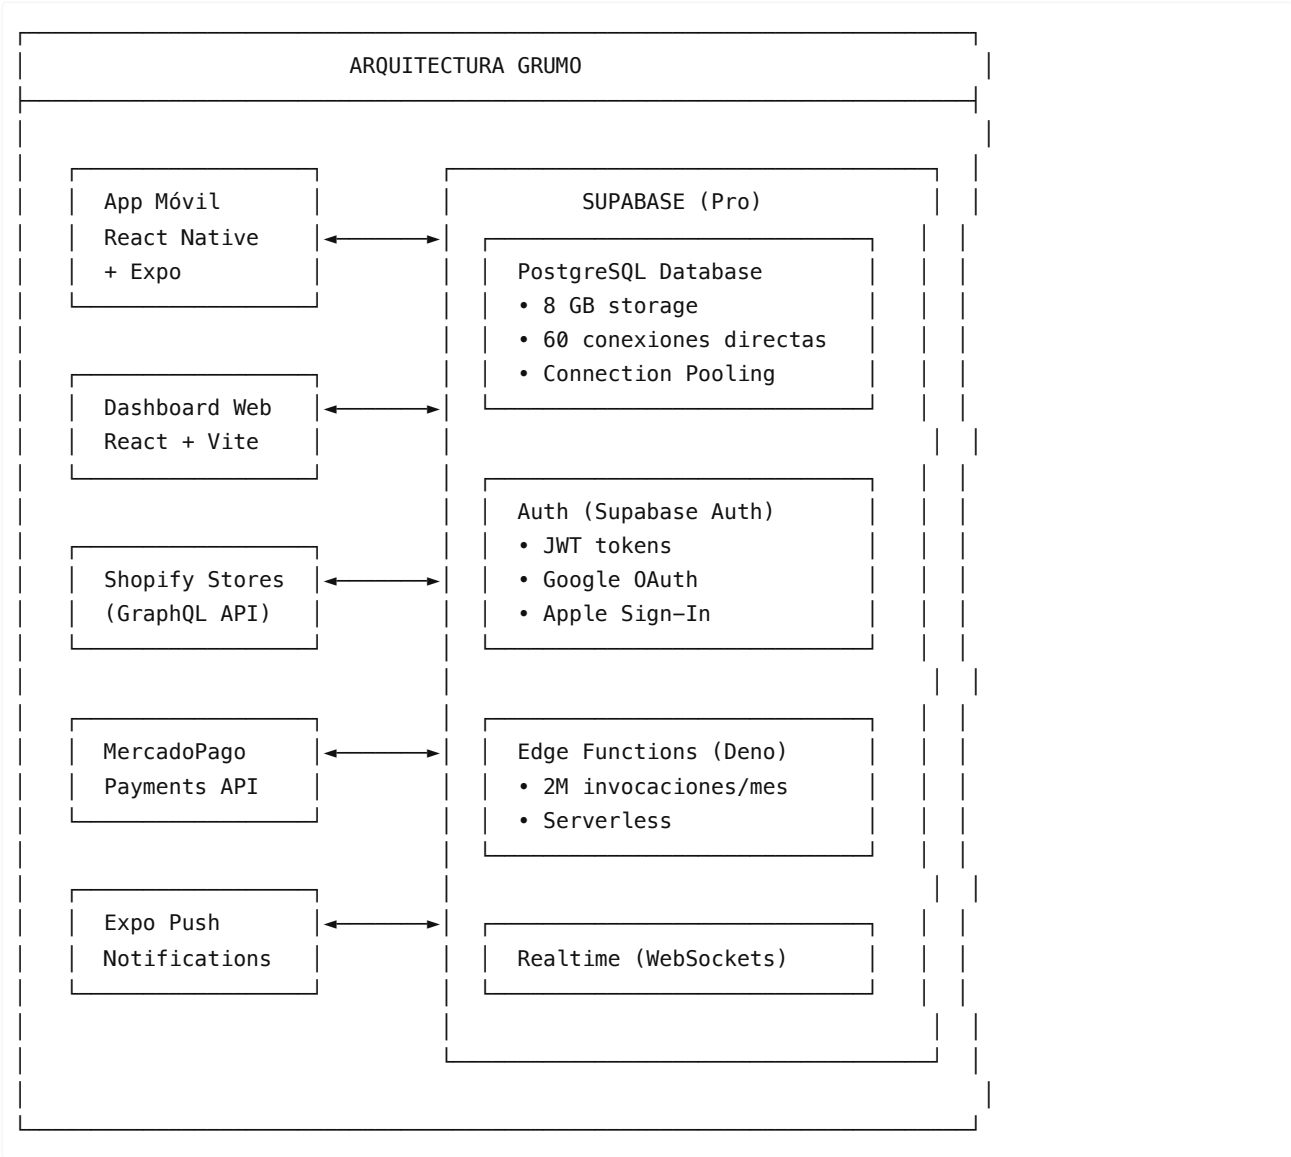 ARQUITECTURA GRUMO
App Móvil
React Native
+ Expo
Dashboard Web
React + Vite
Shopify Stores
(GraphQL API)
MercadoPago
Payments API
Expo Push
Notifications
SUPABASE (Pro)
PostgreSQL Database
• 8 GB storage
• 60 conexiones directas
• Connection Pooling
Auth (Supabase Auth)
• JWT tokens
• Google OAuth
• Apple Sign-In
Edge Functions (Deno)
• 2M invocaciones/mes
• Serverless
Realtime (WebSockets)